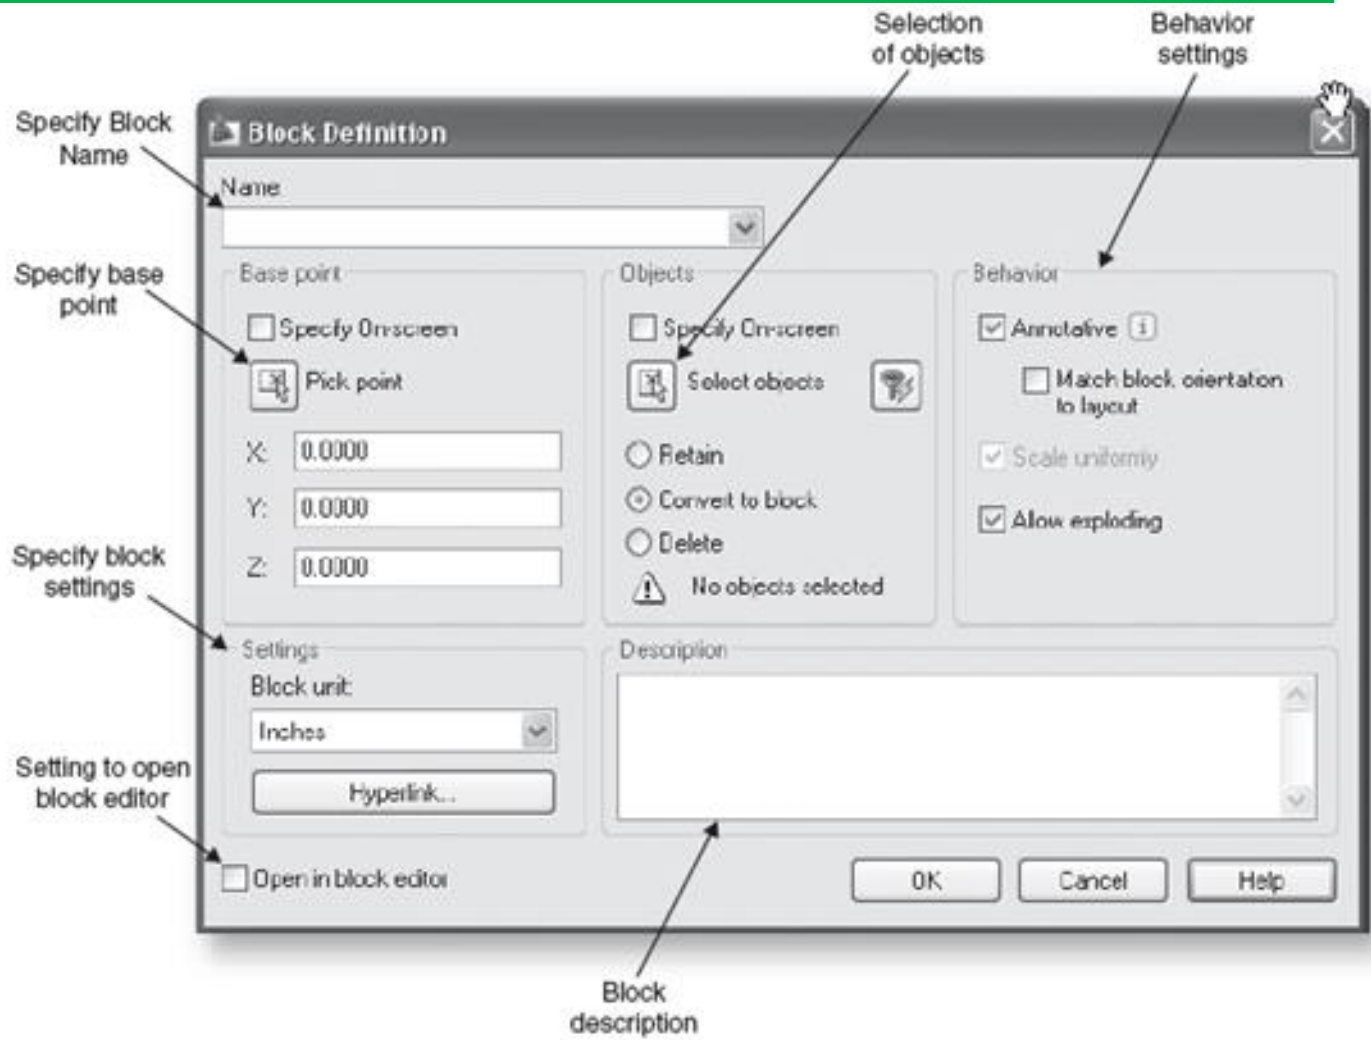 Selection
of objects
Behavior
settings
Specify Block
Name
Block Definition
Name
Specify base
point
Base point
Specify On-screen
Pick point
X: 0.0000
Y: 0.0000
Z: 0.0000
Objects
Specify On-screen
Select objects
Retain
Convert to block
Delete
No objects selected
Behavior
Annotative
Match block orientation
to layout
Scale uniformly
Allow exploding
Specify block
settings
Settings
Block unit:
Inches
Hyperlink...
Description
Setting to open
block editor
Open in block editor
OK
Cancel
Help
Block
description